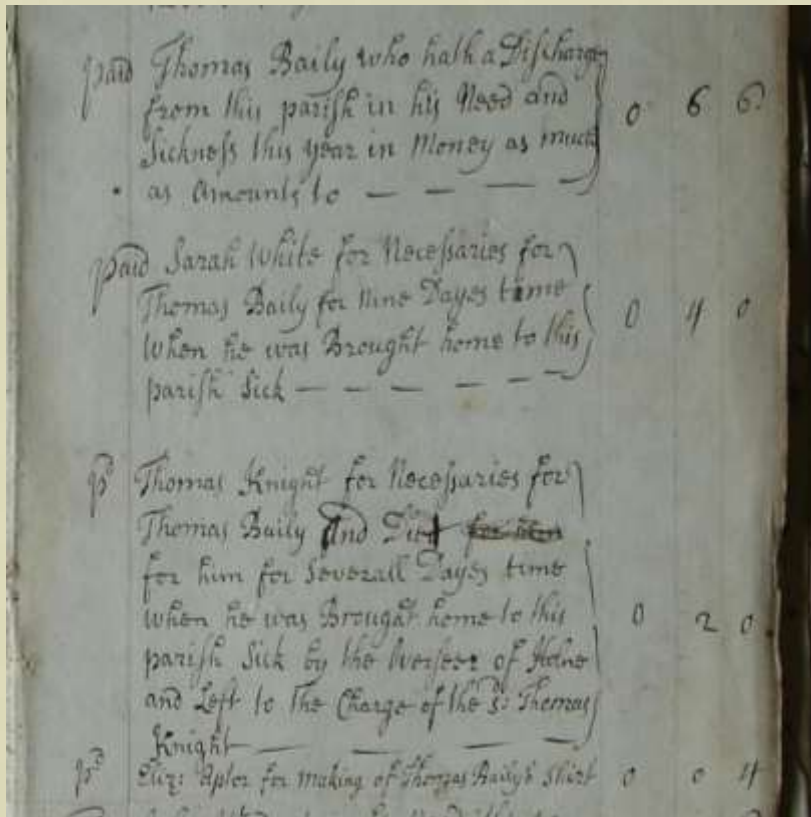 paid Thomas Baily who hath a Discharge
from this parish in his Need and
Sickness this year in Money as much
as Amounts to — — — — 0 6 6
paid Sarah White for Necessaries for
Thomas Baily for Nine Dayes time
When he was Brought home to this
parish Sick — — — — — — 0 4 0
pd Thomas Knight for Necessaries for
Thomas Baily And Diet
for him for Severall Dayes time
when he was Brought home to this 0 2 0
parish Sick by the Overseer of Holne
and Left to The Charge of the sd: Thomas
Knight — — — — —
pd Eliz: for making of Thomas Baily's Shirt 0 0 4